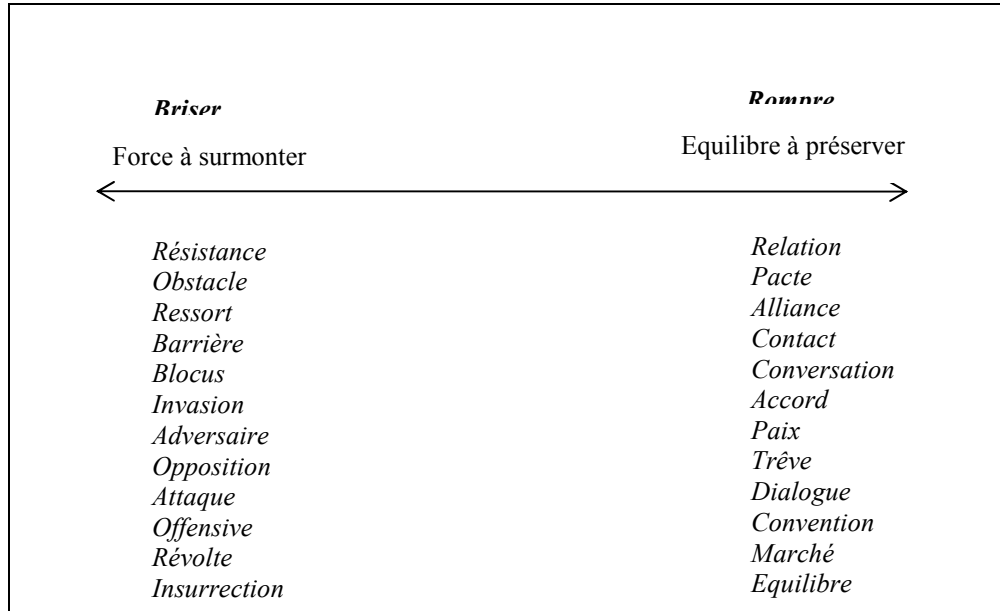 Briser
Force à surmonter
Résistance
Obstacle
Ressort
Barrière
Blocus
Invasion
Adversaire
Opposition
Attaque
Offensive
Révolte
Insurrection
Rompre
Equilibre à préserver
Relation
Pacte
Alliance
Contact
Conversation
Accord
Paix
Trêve
Dialogue
Convention
Marché
Equilibre